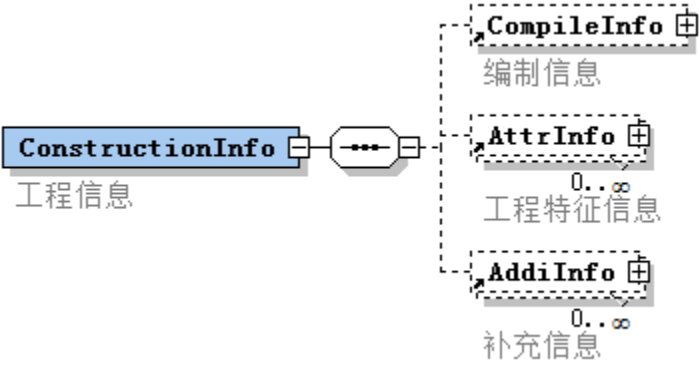 CompileInfo
编制信息
ConstructionInfo
工程信息
AttrInfo
0..∞
工程特征信息
AddiInfo
0..∞
补充信息